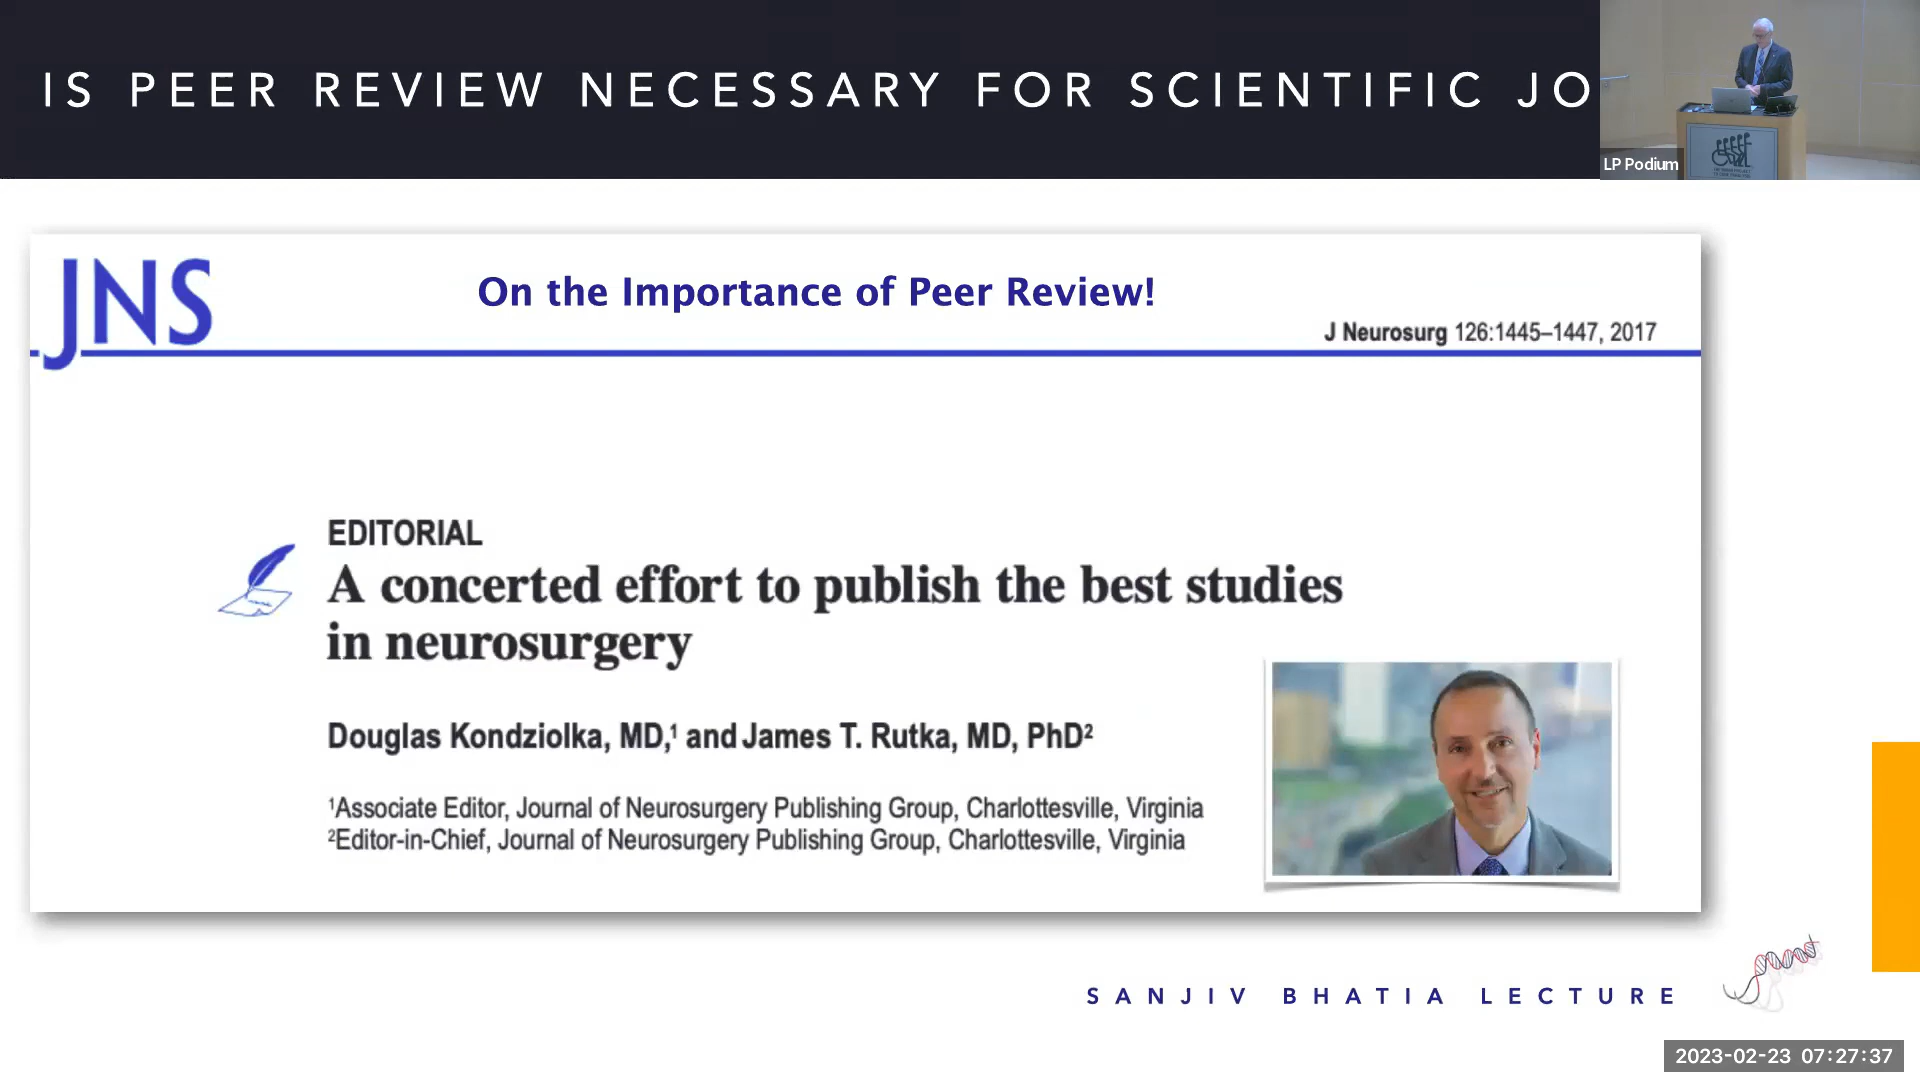 IS PEER REVIEW NECESSARY FOR SCIENTIFIC JO
LP Podium
JNS
On the Importance of Peer Review!
J Neurosurg 126:1445–1447, 2017
EDITORIAL
A concerted effort to publish the best studies
in neurosurgery
Douglas Kondziolka, MD,¹ and James T. Rutka, MD, PhD²
¹Associate Editor, Journal of Neurosurgery Publishing Group, Charlottesville, Virginia
²Editor-in-Chief, Journal of Neurosurgery Publishing Group, Charlottesville, Virginia
SANJIV BHATIA LECTURE
2023-02-23 07:27:37